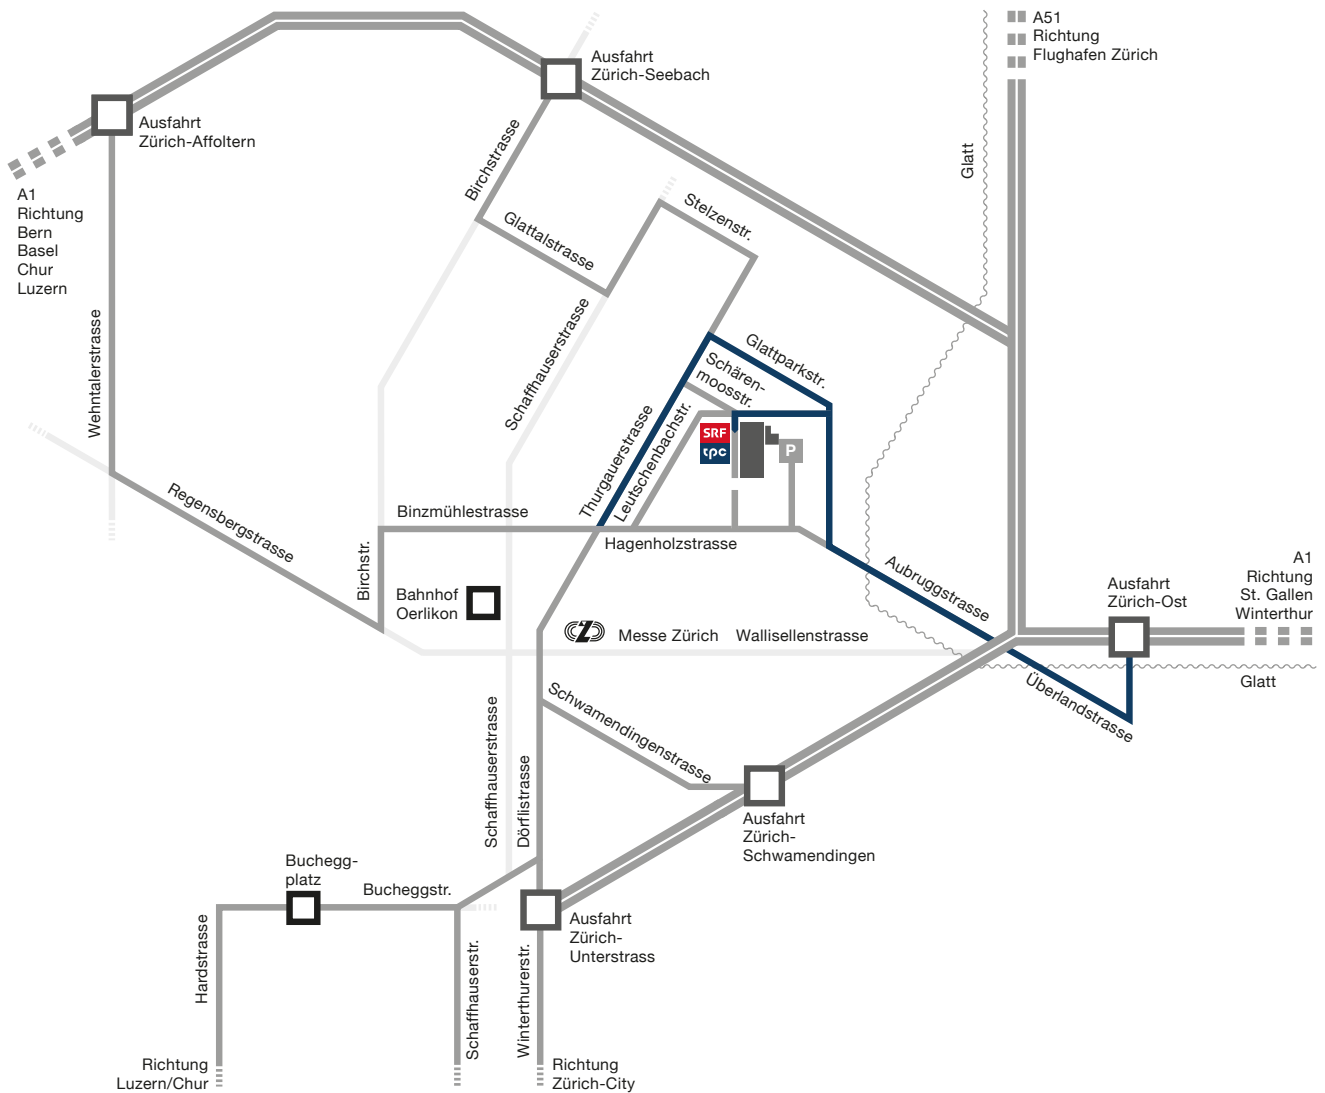 A51
Richtung
Flughafen Zürich
Ausfahrt
Zürich-Seebach
Ausfahrt
Zürich-Affoltern
A1
Richtung
Bern
Basel
Chur
Luzern
Birchstrasse
Glatt
Stelzenstr.
Glattalstrasse
Schaffhauserstrasse
Wehntalerstrasse
Glattparkstr.
Schären-
moosstr.
Thurgauerstrasse
Leutschenbachstr.
SRF
tpc
P
Regensbergstrasse
Binzmühlestrasse
Hagenholzstrasse
Birchstr.
Bahnhof
Oerlikon
Aubruggstrasse
Ausfahrt
Zürich-Ost
A1
Richtung
St. Gallen
Winterthur
Messe Zürich
Wallisellenstrasse
Glatt
Überlandstrasse
Schwamendingenstrasse
Schaffhauserstrasse
Dörflistrasse
Ausfahrt
Zürich-
Schwamendingen
Buchegg-
platz
Bucheggstr.
Ausfahrt
Zürich-
Unterstrass
Hardstrasse
Schaffhauserstr.
Winterthurerstr.
Richtung
Luzern/Chur
Richtung
Zürich-City